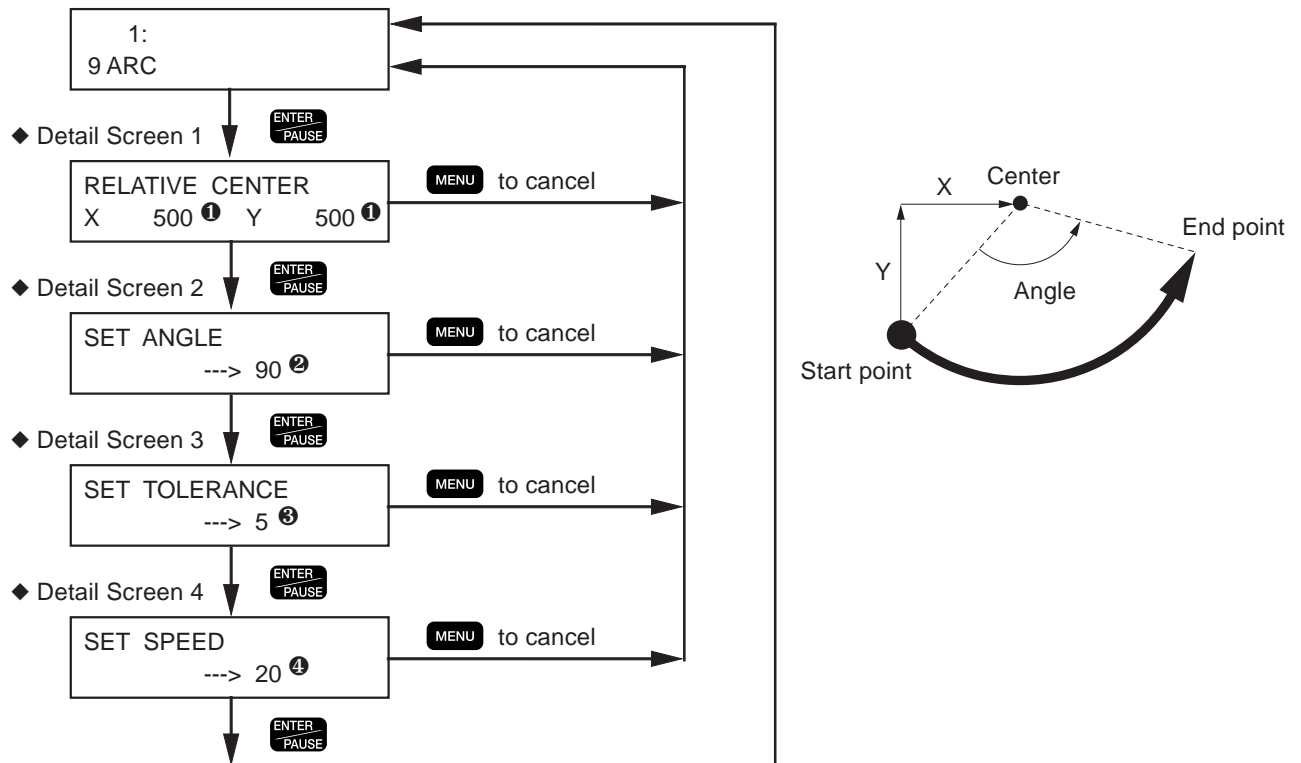 1:
9 ARC
ENTER
PAUSE
◆ Detail Screen 1
RELATIVE CENTER
X 500 ❶ Y 500 ❶
MENU to cancel
ENTER
PAUSE
◆ Detail Screen 2
SET ANGLE
---> 90 ❷
MENU to cancel
ENTER
PAUSE
◆ Detail Screen 3
SET TOLERANCE
---> 5 ❸
MENU to cancel
ENTER
PAUSE
◆ Detail Screen 4
SET SPEED
---> 20 ❹
MENU to cancel
ENTER
PAUSE
X
Center
End point
Y
Angle
Start point